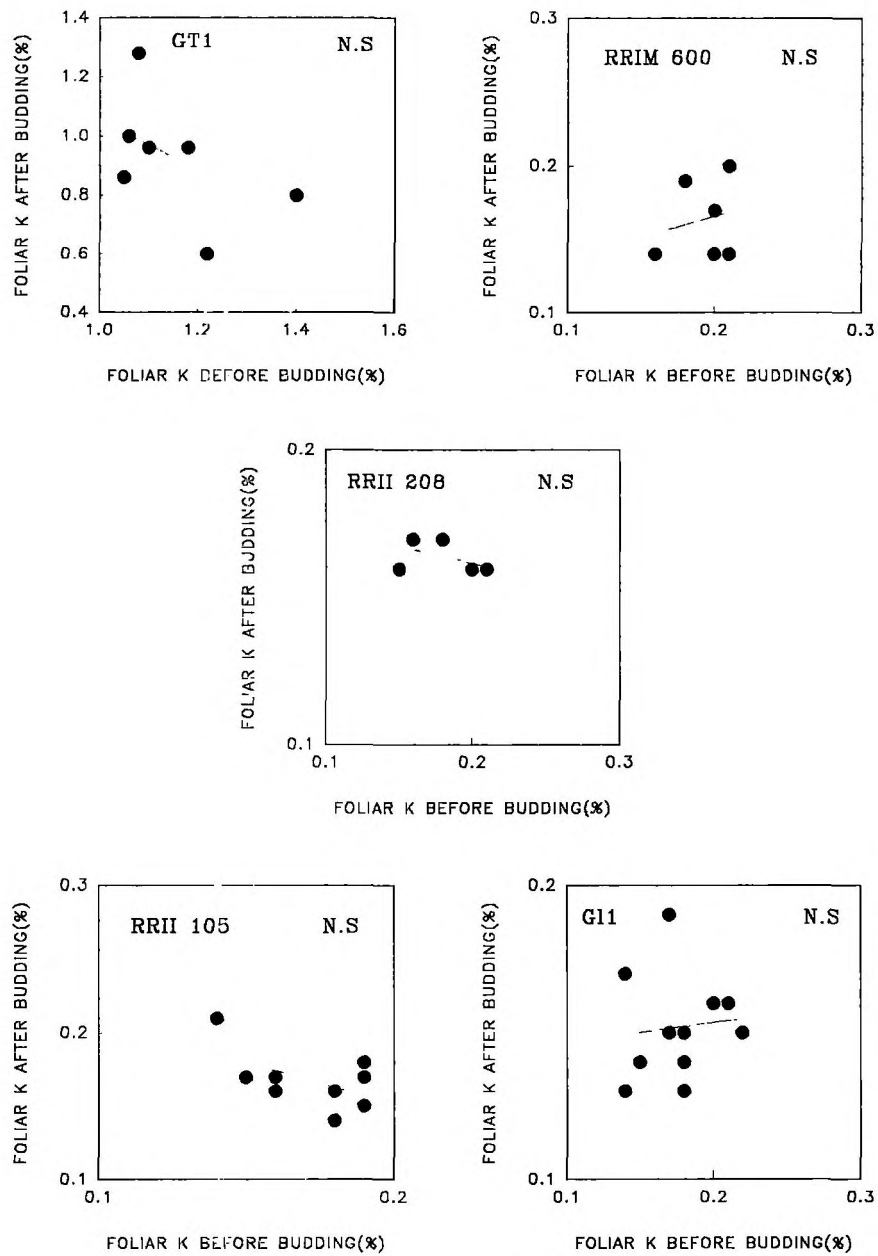 FOLIAR K AFTER BUDDING(%)
1.4
1.2
1.0
0.8
0.6
0.4
GT1 N.S
1.0 1.2 1.4 1.6
FOLIAR K BEFORE BUDDING(%)
FOLIAR K AFTER BUDDING(%)
0.3
0.2
0.1
RRIM 600 N.S
0.1 0.2 0.3
FOLIAR K BEFORE BUDDING(%)
FOLIAR K AFTER BUDDING(%)
0.2
0.1
RRII 208 N.S
0.1 0.2 0.3
FOLIAR K BEFORE BUDDING(%)
FOLIAR K AFTER BUDDING(%)
0.3
0.2
0.1
RRII 105 N.S
0.1 0.2
FOLIAR K BEFORE BUDDING(%)
FOLIAR K AFTER BUDDING(%)
0.2
0.1
Gl1 N.S
0.1 0.2 0.3
FOLIAR K BEFORE BUDDING(%)